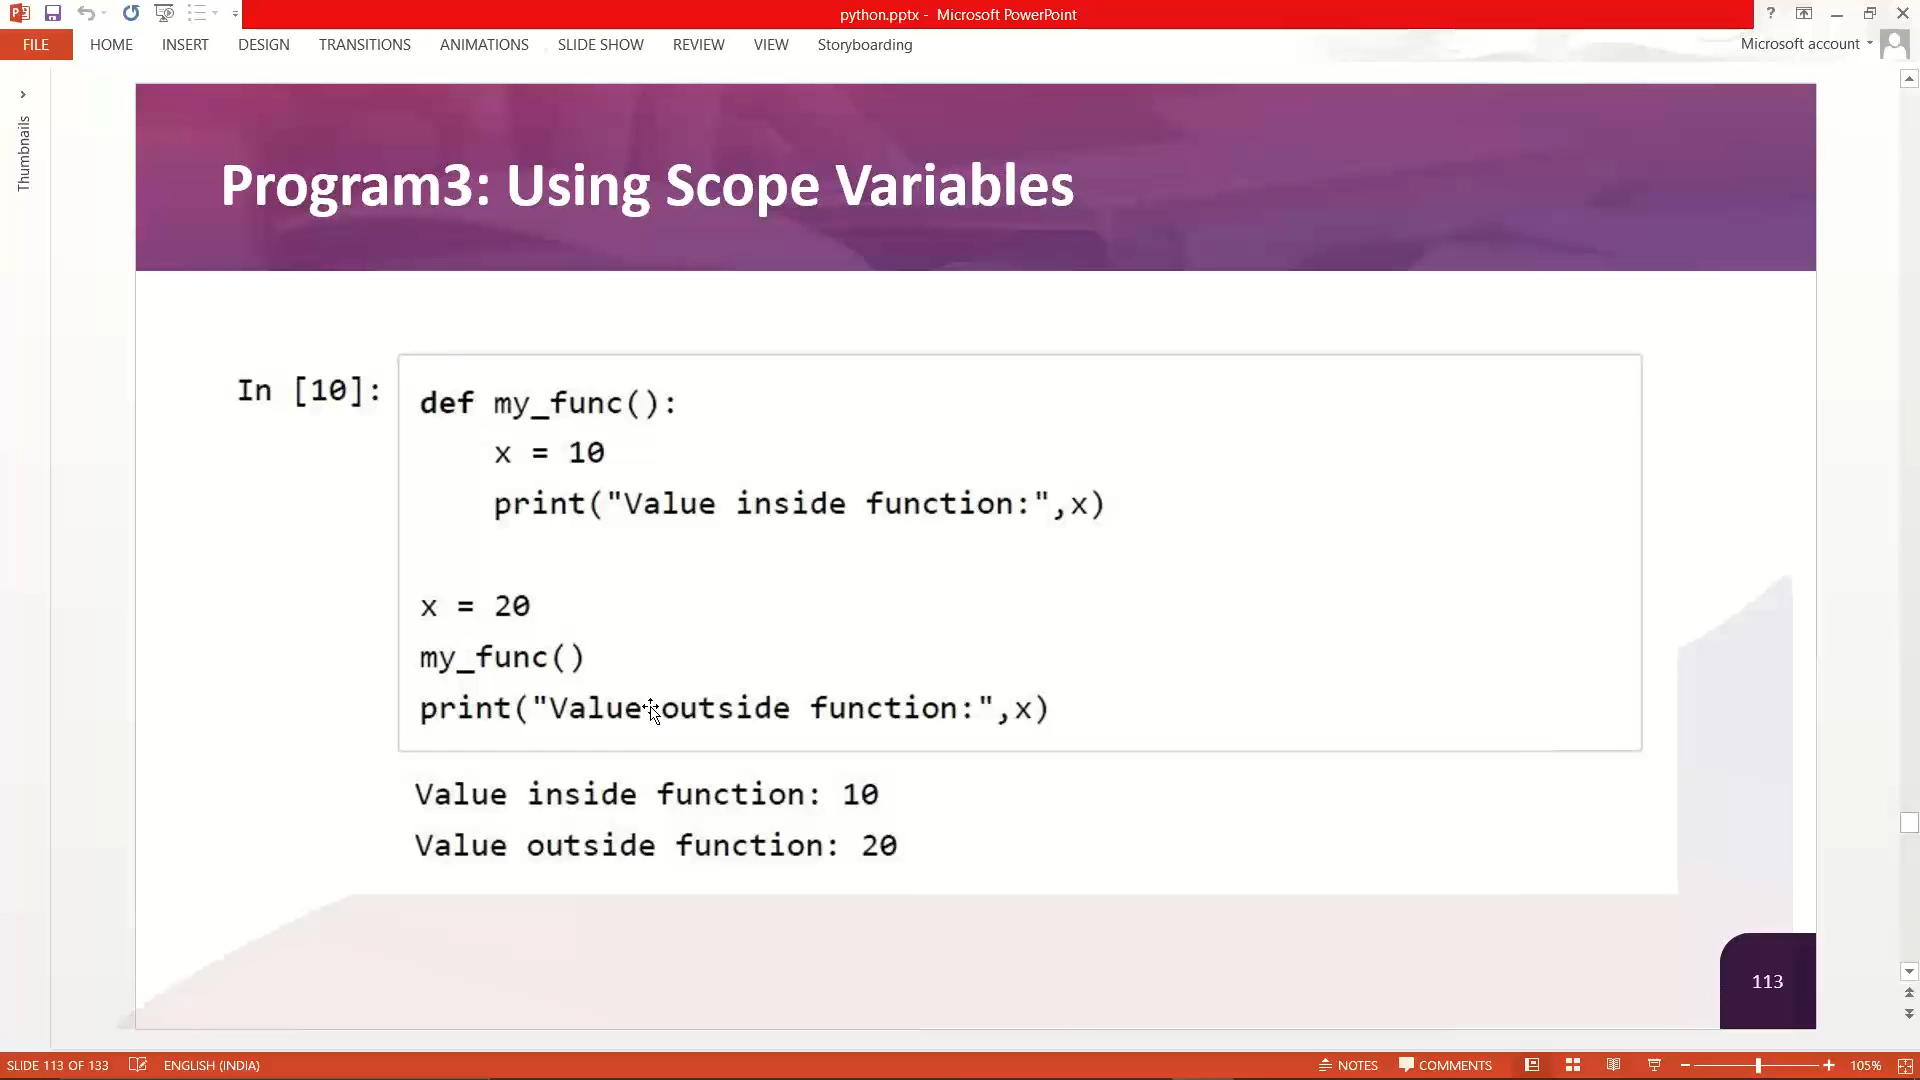 python.pptx - Microsoft PowerPoint
?
FILE HOME INSERT DESIGN TRANSITIONS ANIMATIONS SLIDE SHOW REVIEW VIEW Storyboarding
Microsoft account
Thumbnails
Program3: Using Scope Variables
In [10]:
def my_func():
x = 10
print("Value inside function:",x)
x = 20
my_func()
print("Value outside function:",x)
Value inside function: 10
Value outside function: 20
113
SLIDE 113 OF 133 ENGLISH (INDIA) NOTES COMMENTS 105%